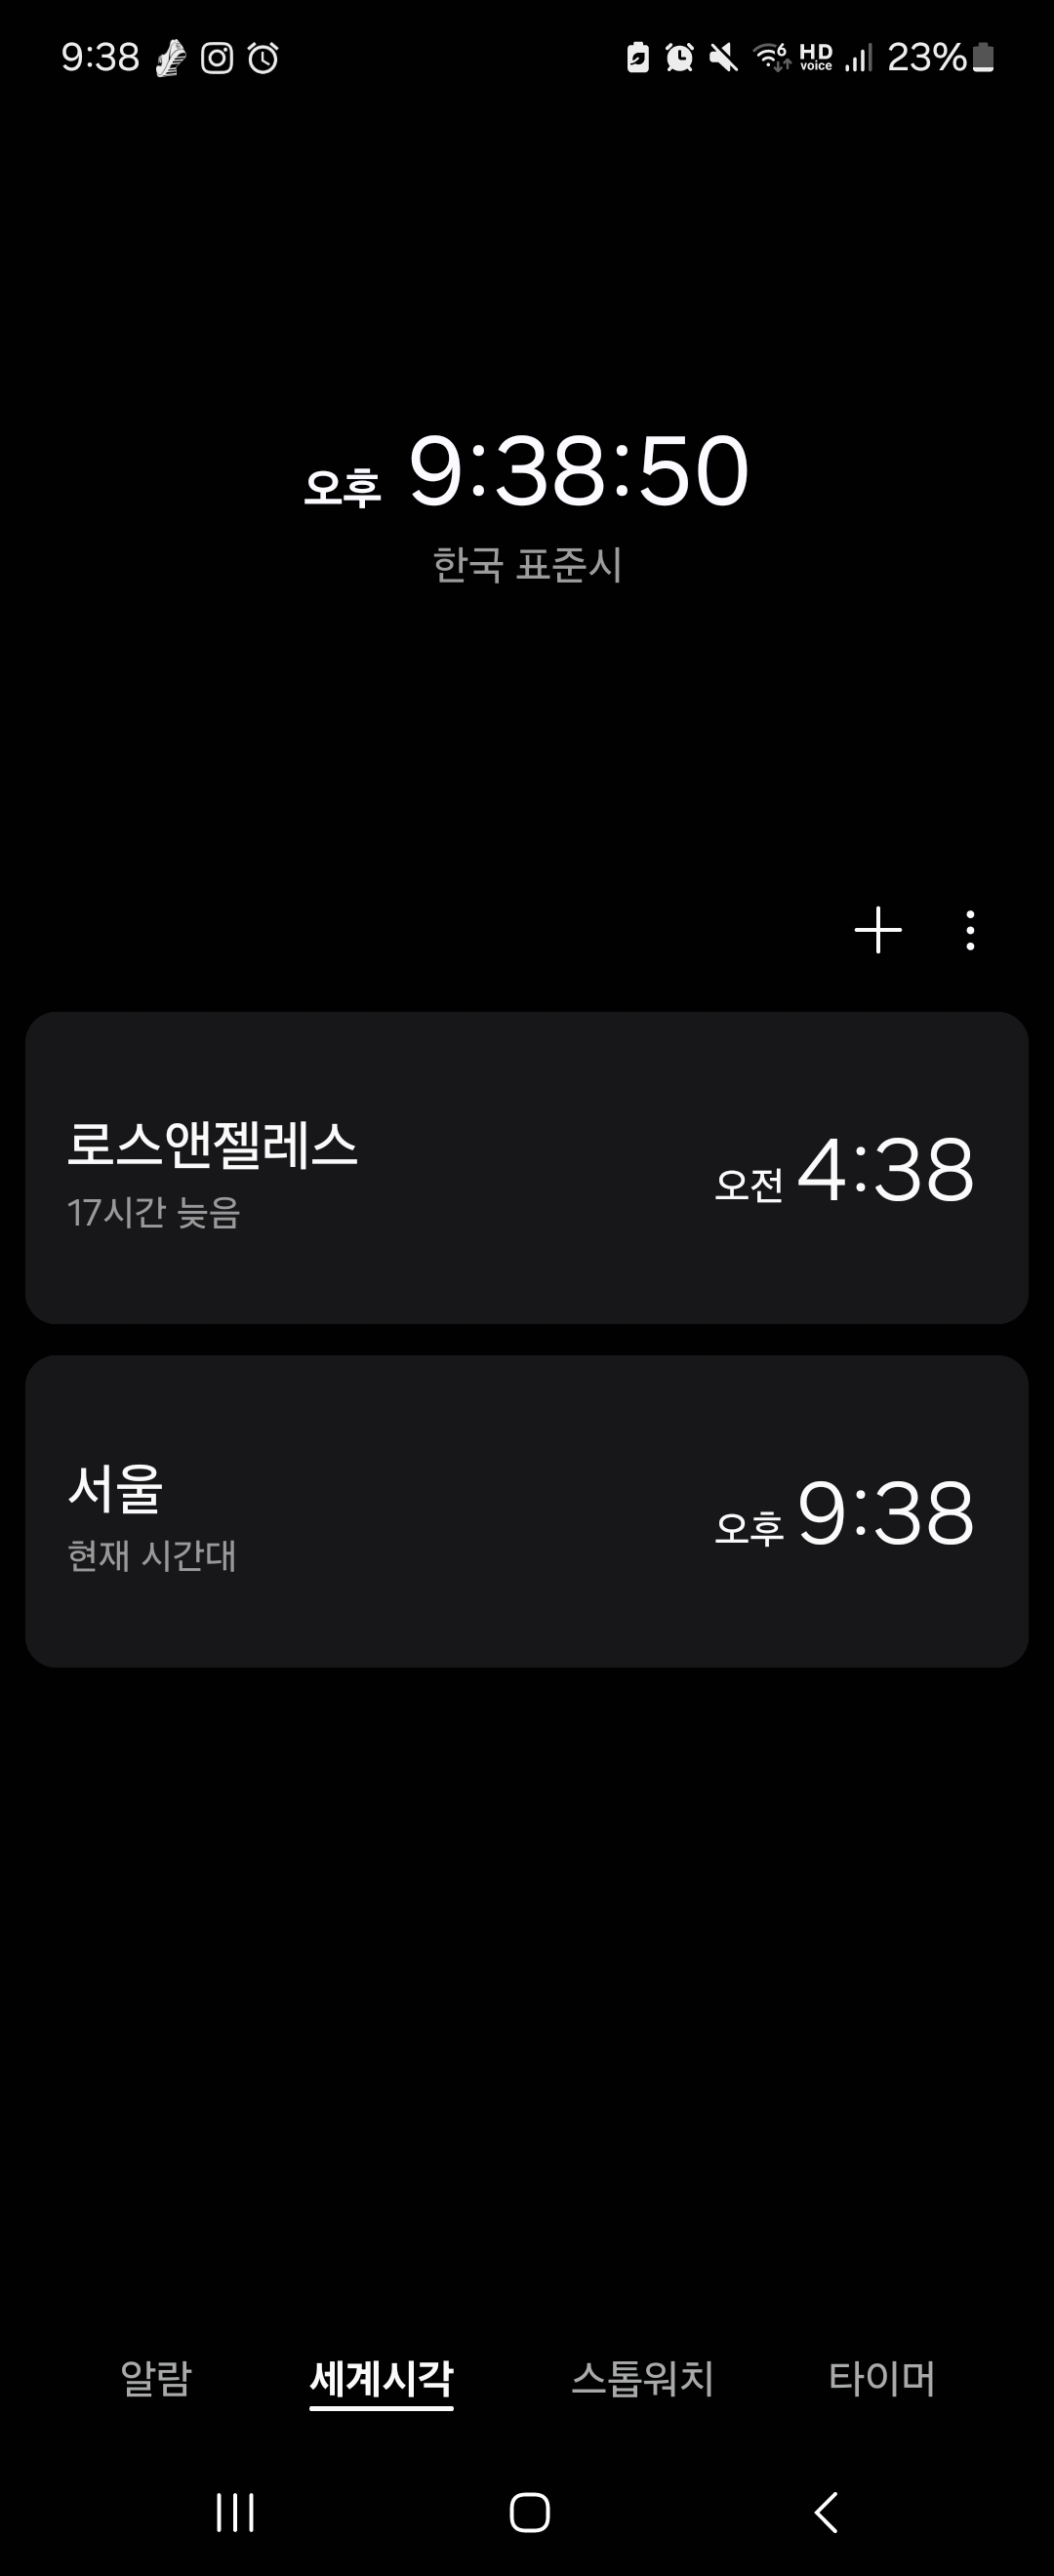 9:38 6 HD voice 23%
오후 9:38:50
한국 표준시
로스앤젤레스
17시간 늦음
오전 4:38
서울
현재 시간대
오후 9:38
알람 세계시각 스톱워치 타이머